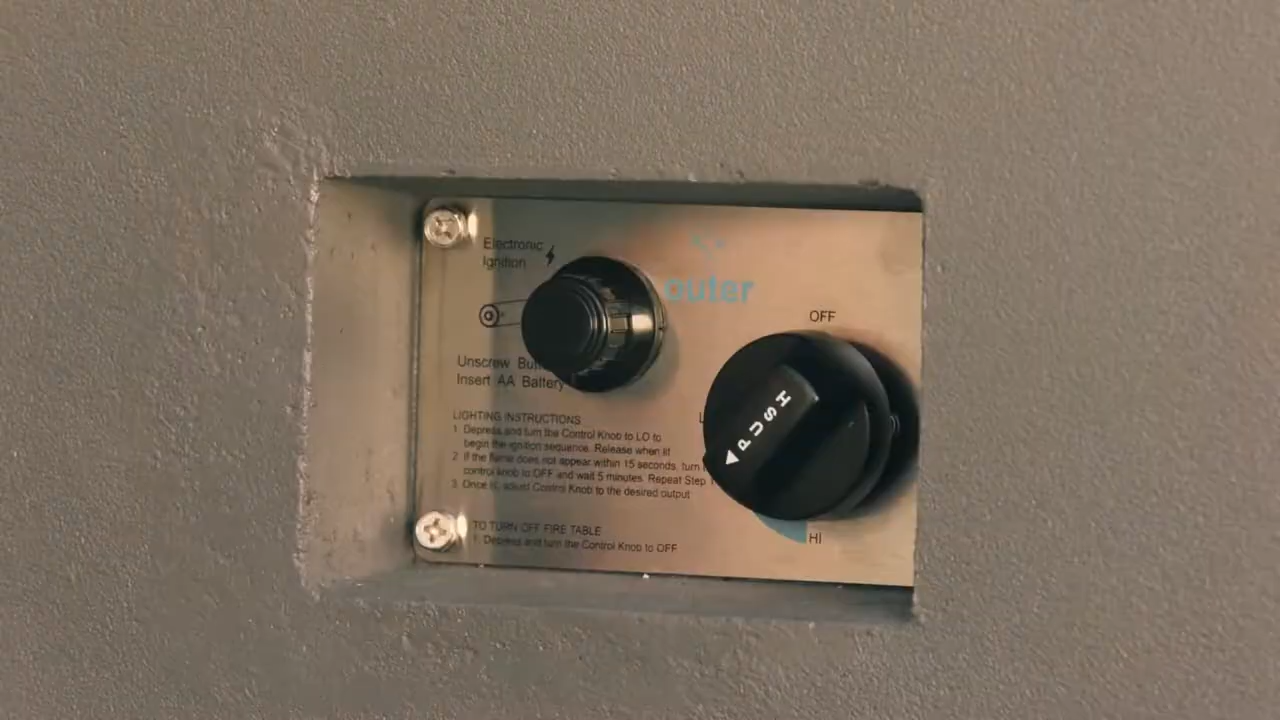 Electronic
Ignition
outer
OFF
Unscrew
Insert AA Battery
PUSH
LIGHTING INSTRUCTIONS
1. Depress and turn the Control Knob to LO to
begin the ignition sequence. Release when lit
2. If the flame does not appear within 15 seconds, turn
control knob to OFF and wait 5 minutes. Repeat Step
3. Once lit, adjust Control Knob to the desired output
HI
TO TURN OFF FIRE TABLE
1. Depress and turn the Control Knob to OFF